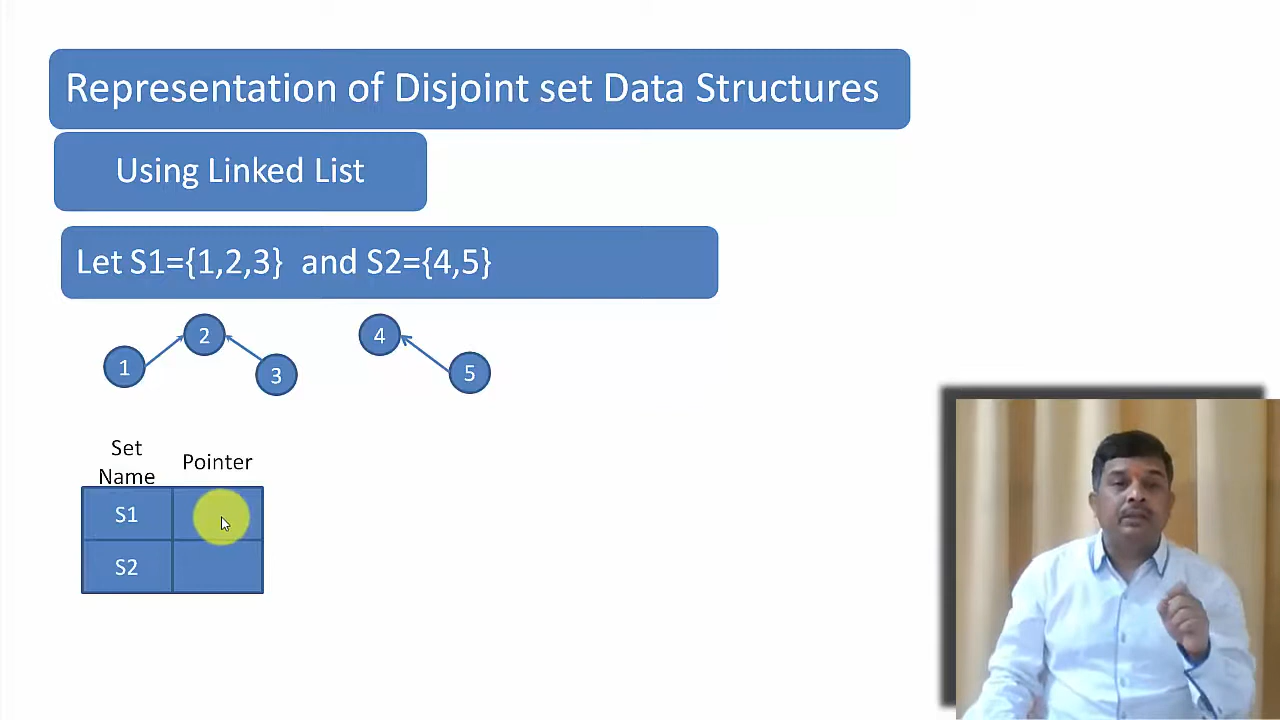 Representation of Disjoint set Data Structures
Using Linked List
Let S1={1,2,3} and S2={4,5}
2
4
1
3
5
Set
Name
Pointer
S1
S2